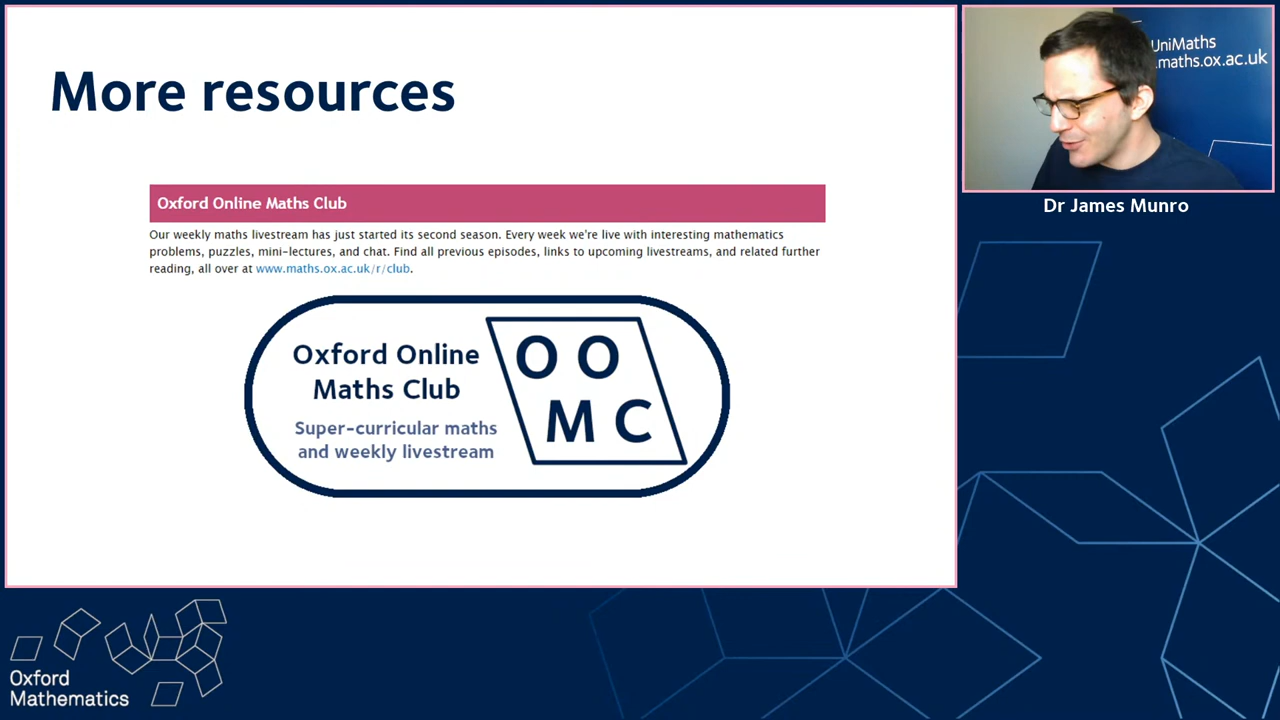 More resources
Oxford Online Maths Club
Our weekly maths livestream has just started its second season. Every week we're live with interesting mathematics
problems, puzzles, mini-lectures, and chat. Find all previous episodes, links to upcoming livestreams, and related further
reading, all over at www.maths.ox.ac.uk/r/club.
Oxford Online
Maths Club
Super-curricular maths
and weekly livestream
O O
M C
UniMaths
.maths.ox.ac.uk
Dr James Munro
Oxford
Mathematics